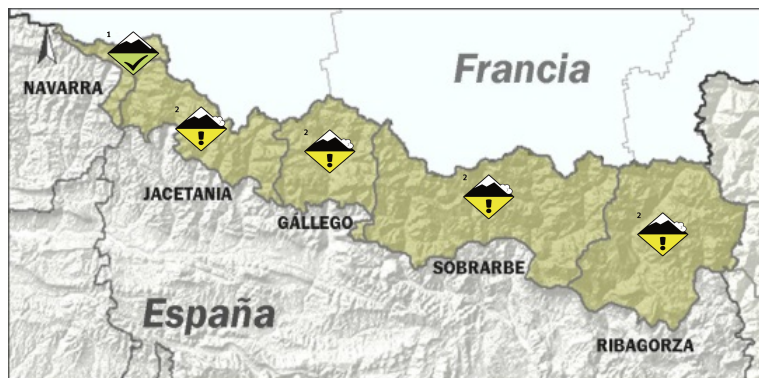 1
Francia
NAVARRA
2
2
2
JACETANIA
GÁLLEGO
2
SOBRARBE
España
RIBAGORZA